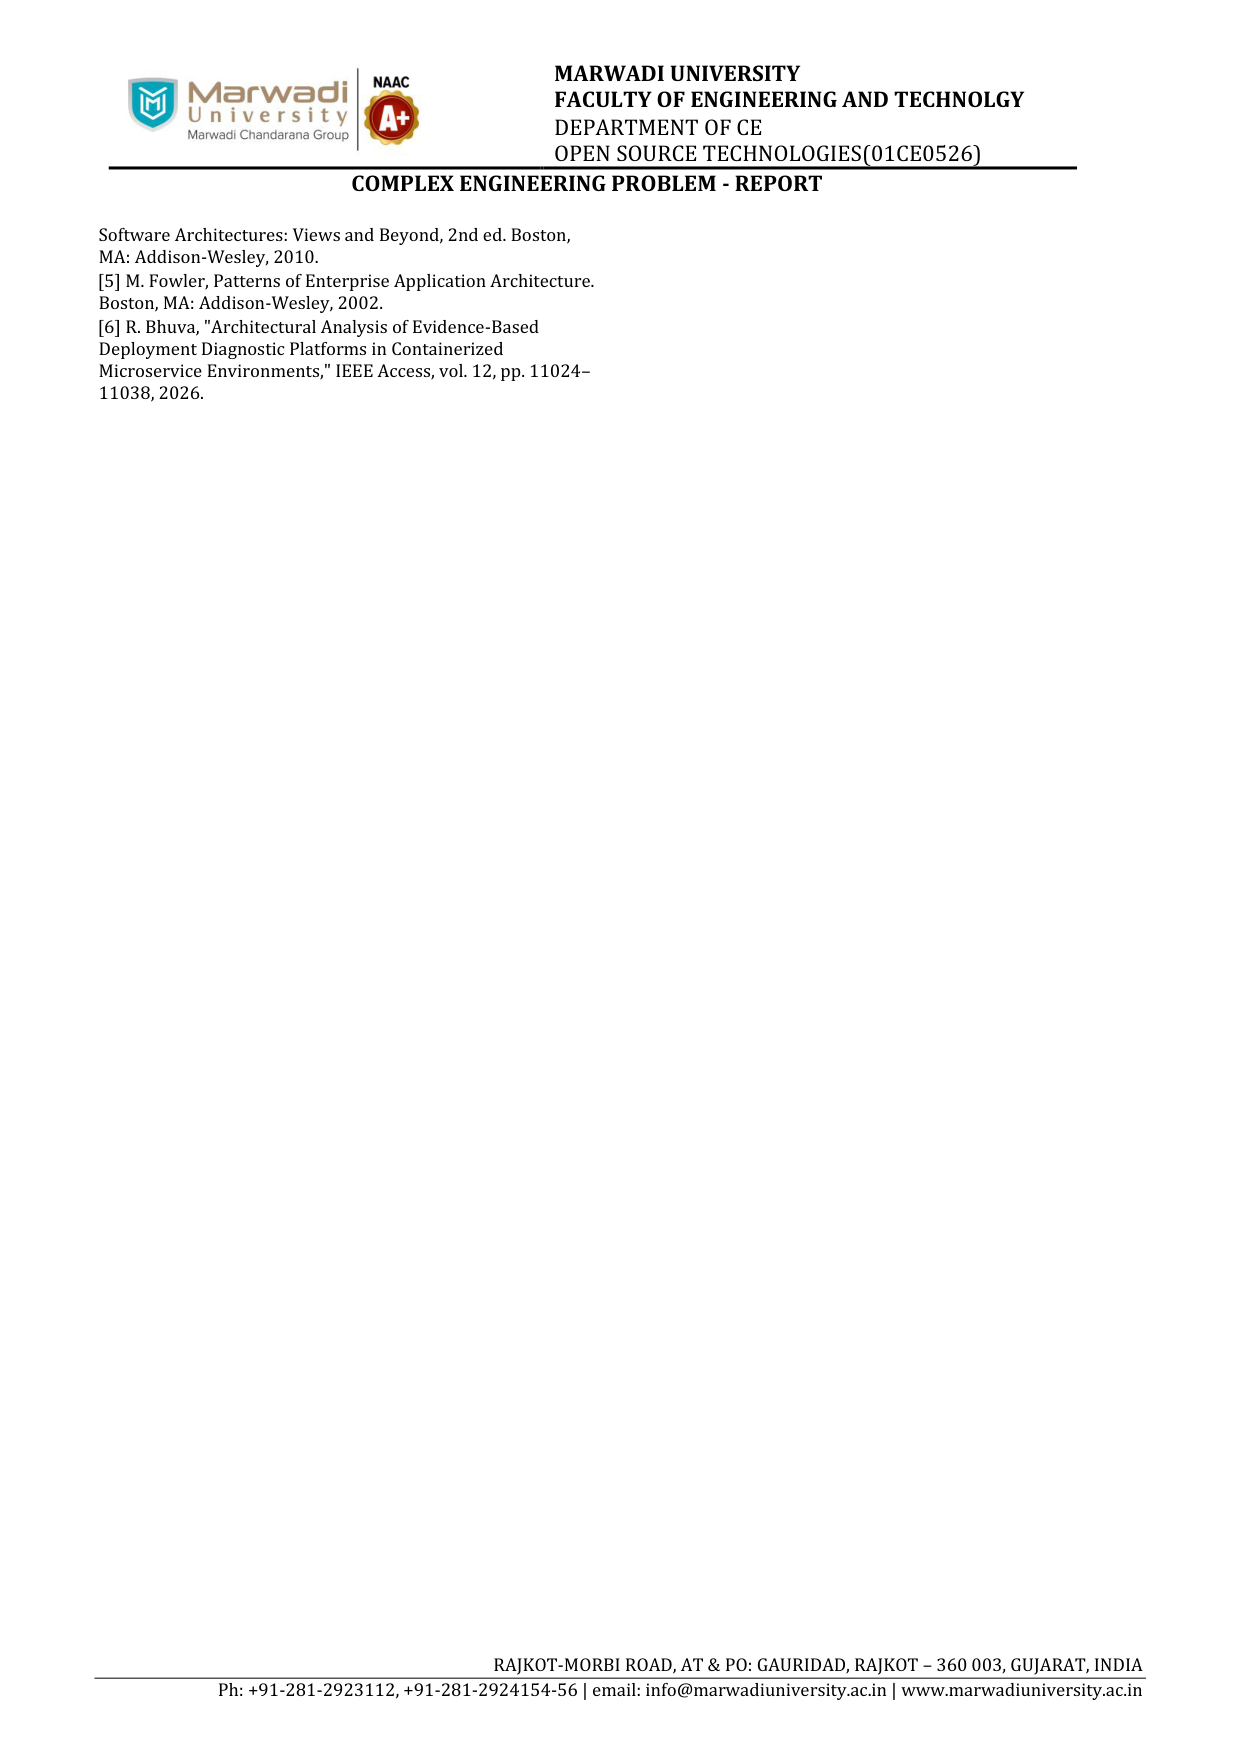 Marwadi
University
Marwadi Chandarana Group
NAAC
A+
MARWADI UNIVERSITY
FACULTY OF ENGINEERING AND TECHNOLGY
DEPARTMENT OF CE
OPEN SOURCE TECHNOLOGIES(01CE0526)
COMPLEX ENGINEERING PROBLEM - REPORT
Software Architectures: Views and Beyond, 2nd ed. Boston,
MA: Addison-Wesley, 2010.
[5] M. Fowler, Patterns of Enterprise Application Architecture.
Boston, MA: Addison-Wesley, 2002.
[6] R. Bhuva, "Architectural Analysis of Evidence-Based
Deployment Diagnostic Platforms in Containerized
Microservice Environments," IEEE Access, vol. 12, pp. 11024–
11038, 2026.
RAJKOT-MORBI ROAD, AT & PO: GAURIDAD, RAJKOT – 360 003, GUJARAT, INDIA
Ph: +91-281-2923112, +91-281-2924154-56 | email: info@marwadiuniversity.ac.in | www.marwadiuniversity.ac.in